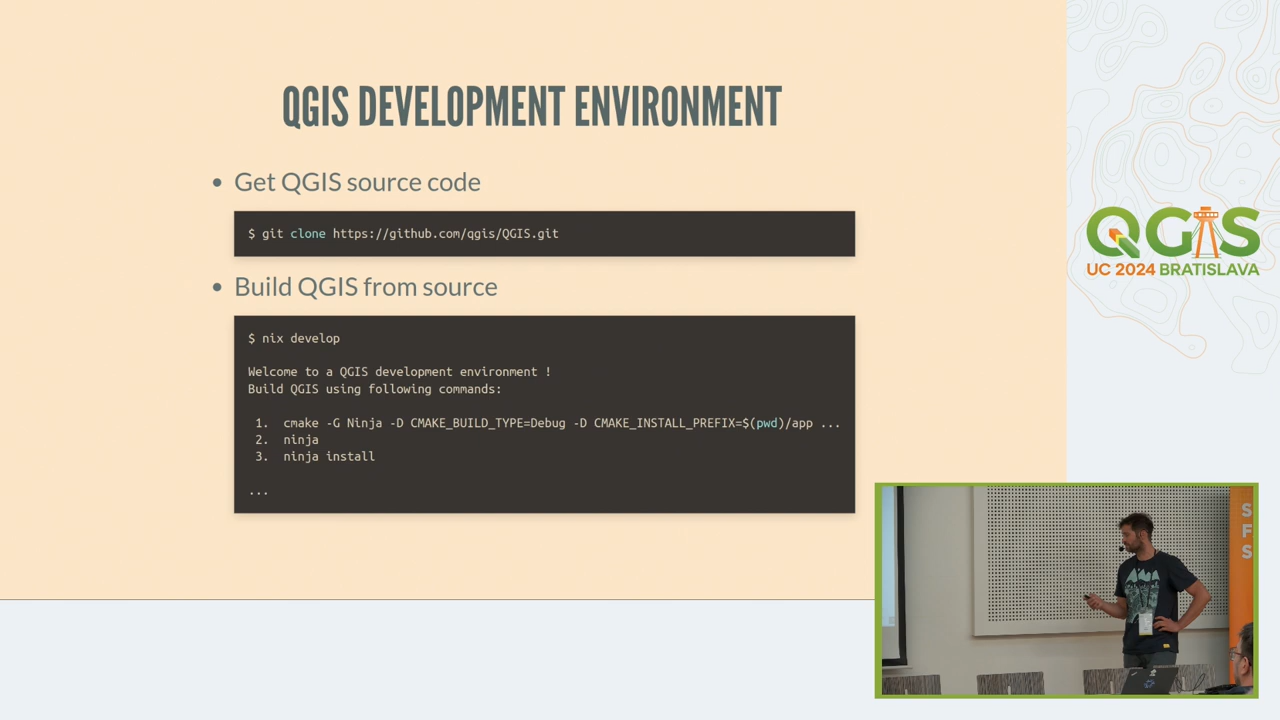 QGIS DEVELOPMENT ENVIRONMENT
• Get QGIS source code
$ git clone https://github.com/qgis/QGIS.git
• Build QGIS from source
$ nix develop
Welcome to a QGIS development environment !
Build QGIS using following commands:
1. cmake -G Ninja -D CMAKE_BUILD_TYPE=Debug -D CMAKE_INSTALL_PREFIX=$(pwd)/app ...
2. ninja
3. ninja install
...
QGIS
UC 2024 BRATISLAVA
S
F
S